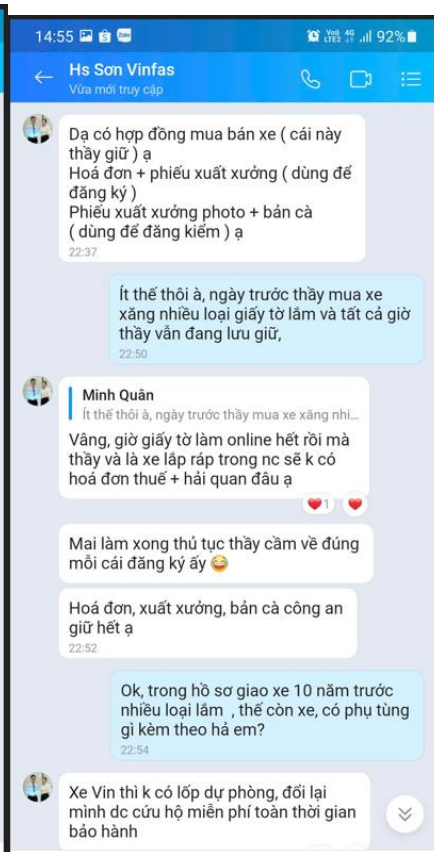 14:55 Vo)) 4G LTE2 92%
Hs Sơn Vinfas
Vừa mới truy cập
Dạ có hợp đồng mua bán xe ( cái này
thầy giữ ) ạ
Hoá đơn + phiếu xuất xưởng ( dùng để
đăng ký )
Phiếu xuất xưởng photo + bản cà
( dùng để đăng kiểm ) ạ
22:37
Ít thế thôi à, ngày trước thầy mua xe
xăng nhiều loại giấy tờ lắm và tất cả giờ
thầy vẫn đang lưu giữ,
22:50
Minh Quân
Ít thế thôi à, ngày trước thầy mua xe xăng nhi...
Vâng, giờ giấy tờ làm online hết rồi mà
thầy và là xe lắp ráp trong nc sẽ k có
hoá đơn thuế + hải quan đâu ạ
1
Mai làm xong thủ tục thầy cầm về đúng
mỗi cái đăng ký ấy 😂
Hoá đơn, xuất xưởng, bản cà công an
giữ hết ạ
22:52
Ok, trong hồ sơ giao xe 10 năm trước
nhiều loại lắm , thế còn xe, có phụ tùng
gì kèm theo hả em?
22:54
Xe Vin thì k có lốp dự phòng, đổi lại
mình dc cứu hộ miễn phí toàn thời gian
bảo hành